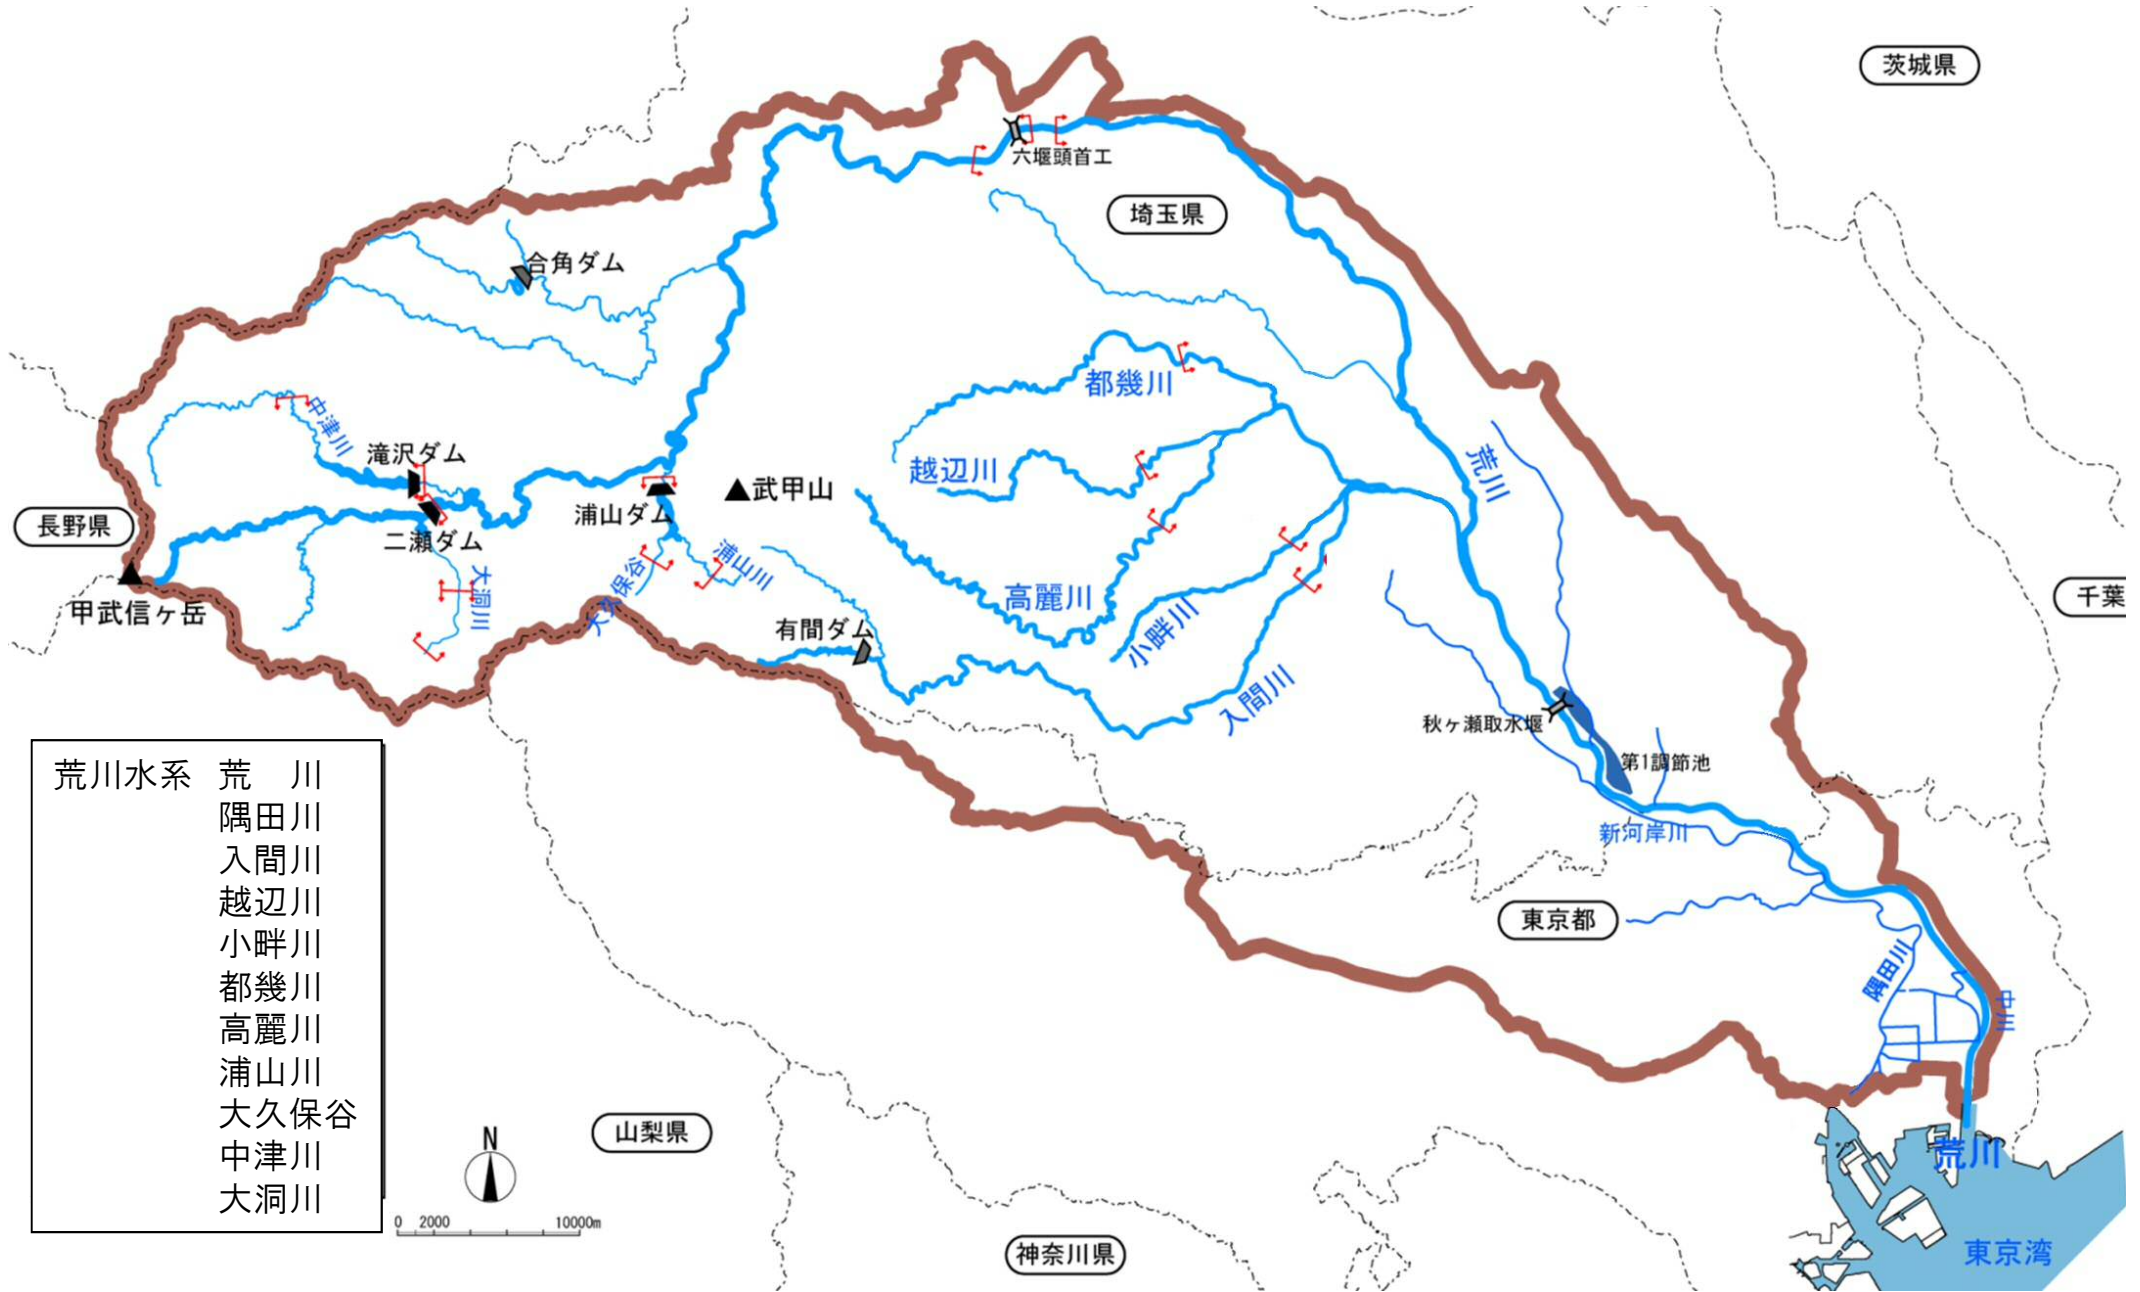 茨城県
六堰頭首工
埼玉県
合角ダム
都幾川
中津川
滝沢ダム
越辺川
荒川
武甲山
長野県
浦山ダム
二瀬ダム
大洞川
大久保谷
浦山川
甲武信ヶ岳
有間ダム
高麗川
小畔川
入間川
千葉
秋ヶ瀬取水堰
第1調節池
新河岸川
東京都
隅田川
中川
荒川水系 荒　川
隅田川
入間川
越辺川
小畔川
都幾川
高麗川
浦山川
大久保谷
中津川
大洞川
N
0 2000 10000m
山梨県
神奈川県
荒川
東京湾